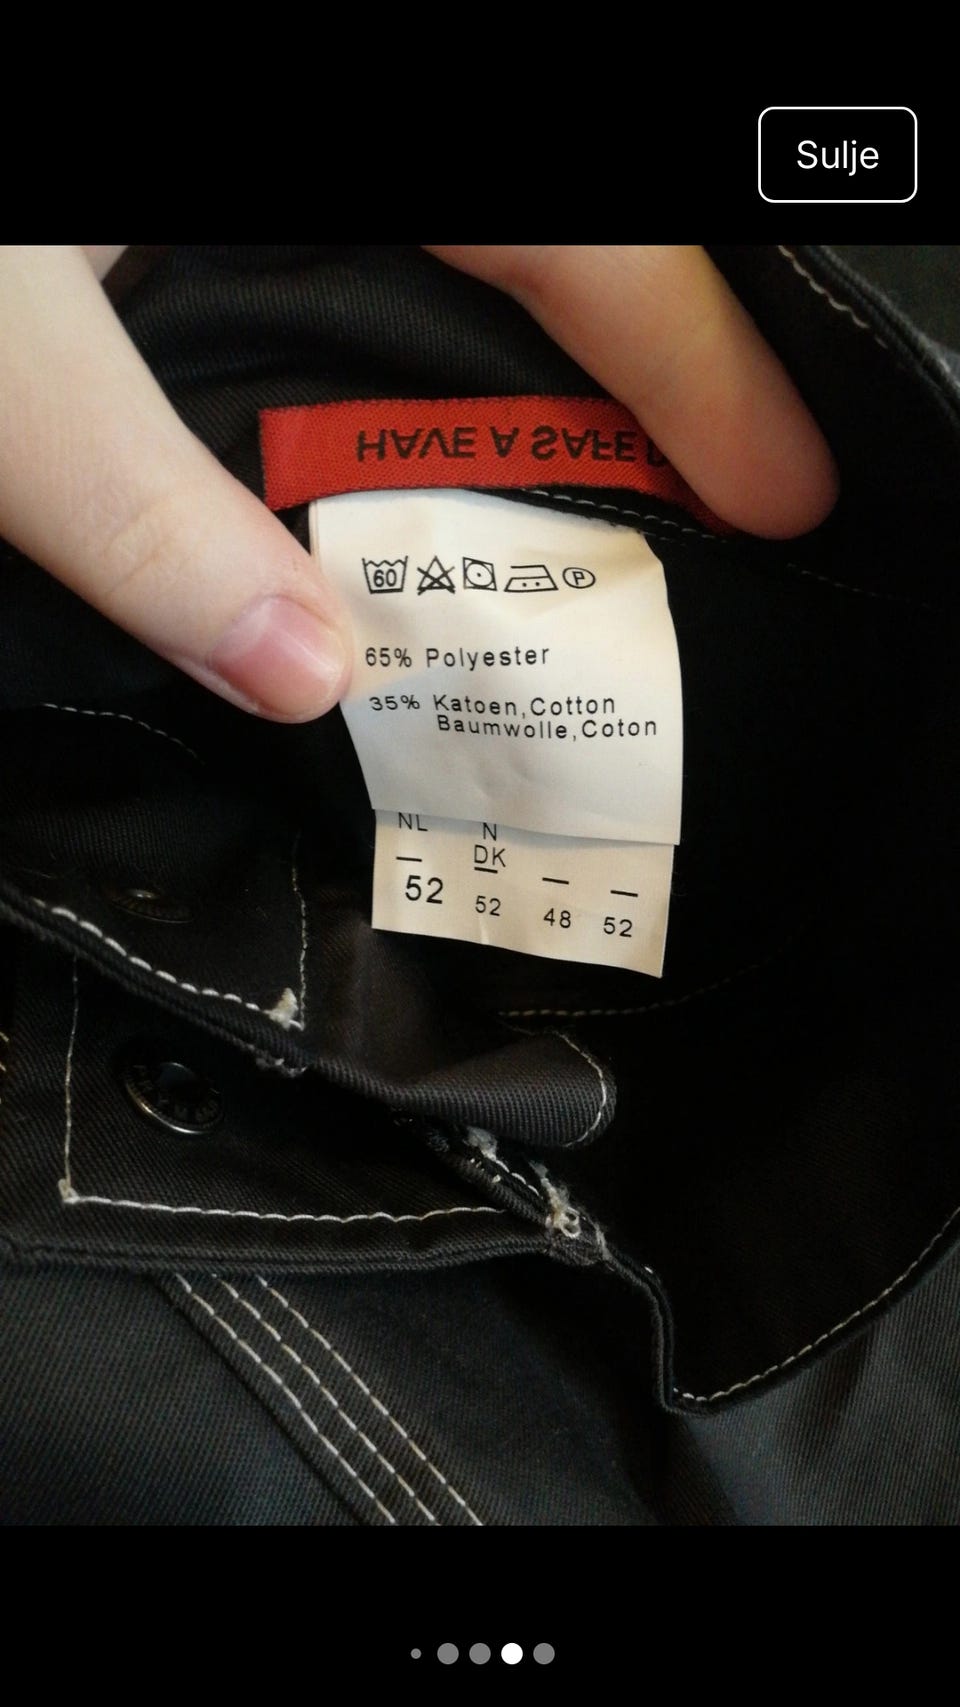 Sulje
HAVE A SAFE
60
P
65% Polyester
35% Katoen,Cotton
Baumwolle,Coton
NL N
DK
52 52 48 52